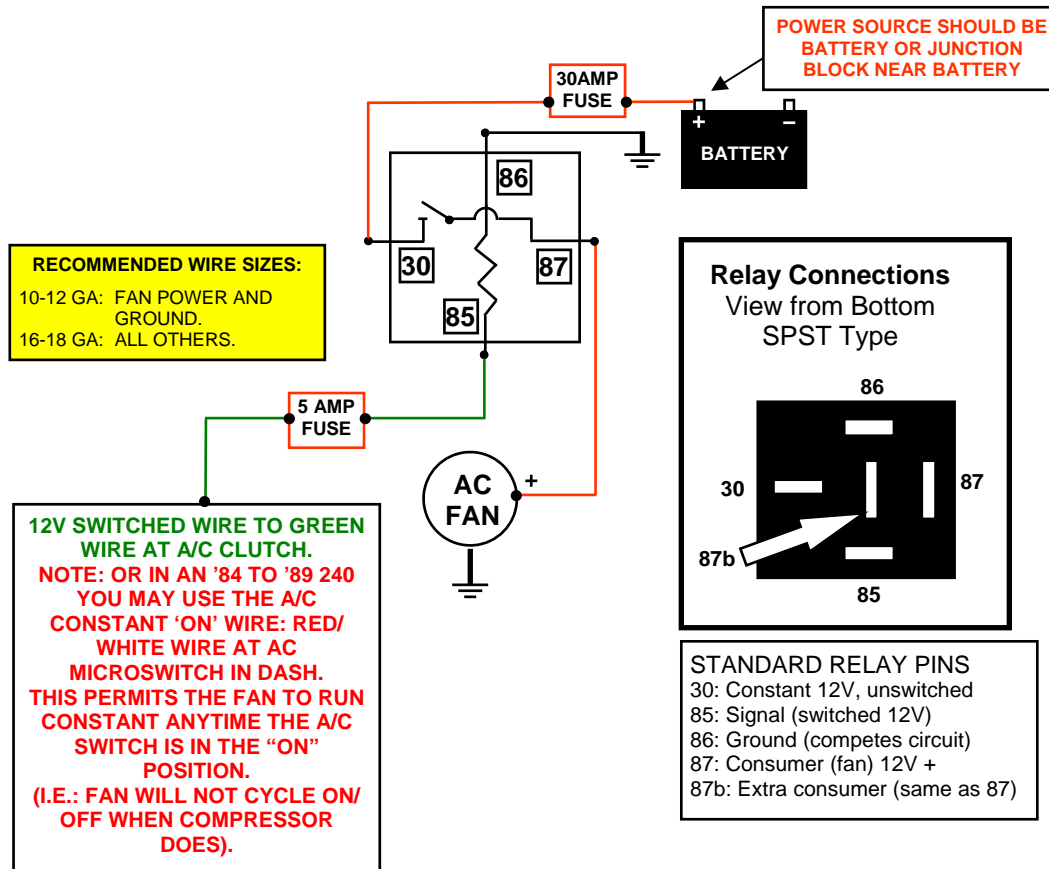 POWER SOURCE SHOULD BE
BATTERY OR JUNCTION
BLOCK NEAR BATTERY
30AMP
FUSE
+
–
BATTERY
86
30
87
85
RECOMMENDED WIRE SIZES:
10-12 GA: FAN POWER AND
GROUND.
16-18 GA: ALL OTHERS.
5 AMP
FUSE
AC
FAN
+
12V SWITCHED WIRE TO GREEN
WIRE AT A/C CLUTCH.
NOTE: OR IN AN ’84 TO ’89 240
YOU MAY USE THE A/C
CONSTANT ‘ON’ WIRE: RED/
WHITE WIRE AT AC
MICROSWITCH IN DASH.
THIS PERMITS THE FAN TO RUN
CONSTANT ANYTIME THE A/C
SWITCH IS IN THE “ON”
POSITION.
(I.E.: FAN WILL NOT CYCLE ON/
OFF WHEN COMPRESSOR
DOES).
Relay Connections
View from Bottom
SPST Type
86
30
87
87b
85
STANDARD RELAY PINS
30: Constant 12V, unswitched
85: Signal (switched 12V)
86: Ground (competes circuit)
87: Consumer (fan) 12V +
87b: Extra consumer (same as 87)